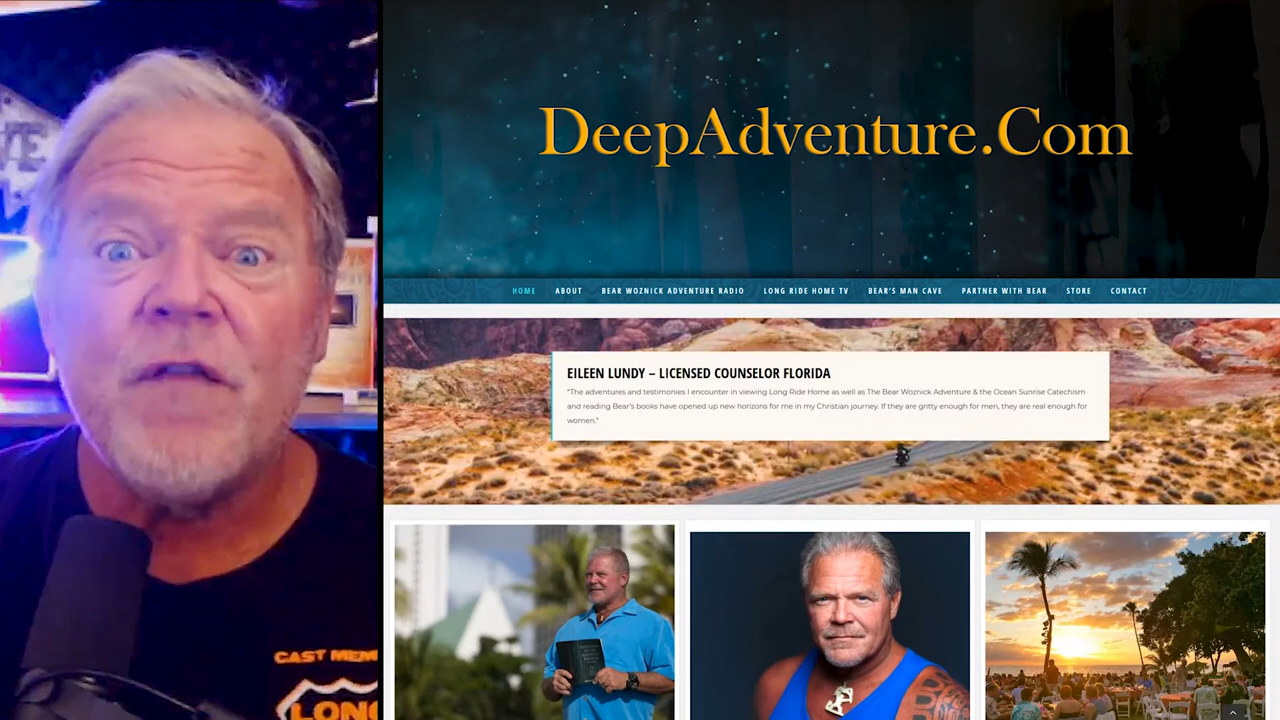 TE
CAST MEM
LONG
DeepAdventure.Com
HOME ABOUT BEAR WOZNICK ADVENTURE RADIO LONG RIDE HOME TV BEAR'S MAN CAVE PARTNER WITH BEAR STORE CONTACT
EILEEN LUNDY – LICENSED COUNSELOR FLORIDA
"The adventures and testimonies I encounter in viewing Long Ride Home as well as The Bear Woznick Adventure & the Ocean Sunrise Catechism
and reading Bear's books have opened up new horizons for me in my Christian journey. If they are gritty enough for men, they are real enough for
women."